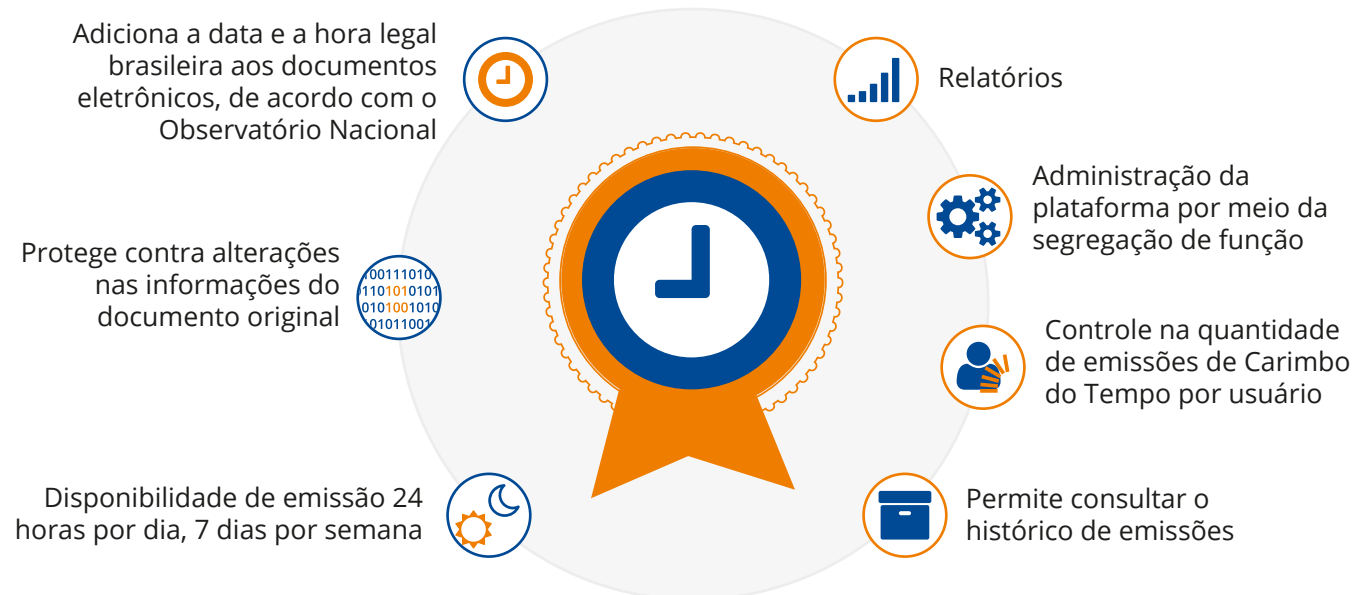 Adiciona a data e a hora legal
brasileira aos documentos
eletrônicos, de acordo com o
Observatório Nacional
Protege contra alterações
nas informações do
documento original
Disponibilidade de emissão 24
horas por dia, 7 dias por semana
Relatórios
Administração da
plataforma por meio da
segregação de função
Controle na quantidade
de emissões de Carimbo
do Tempo por usuário
Permite consultar o
histórico de emissões